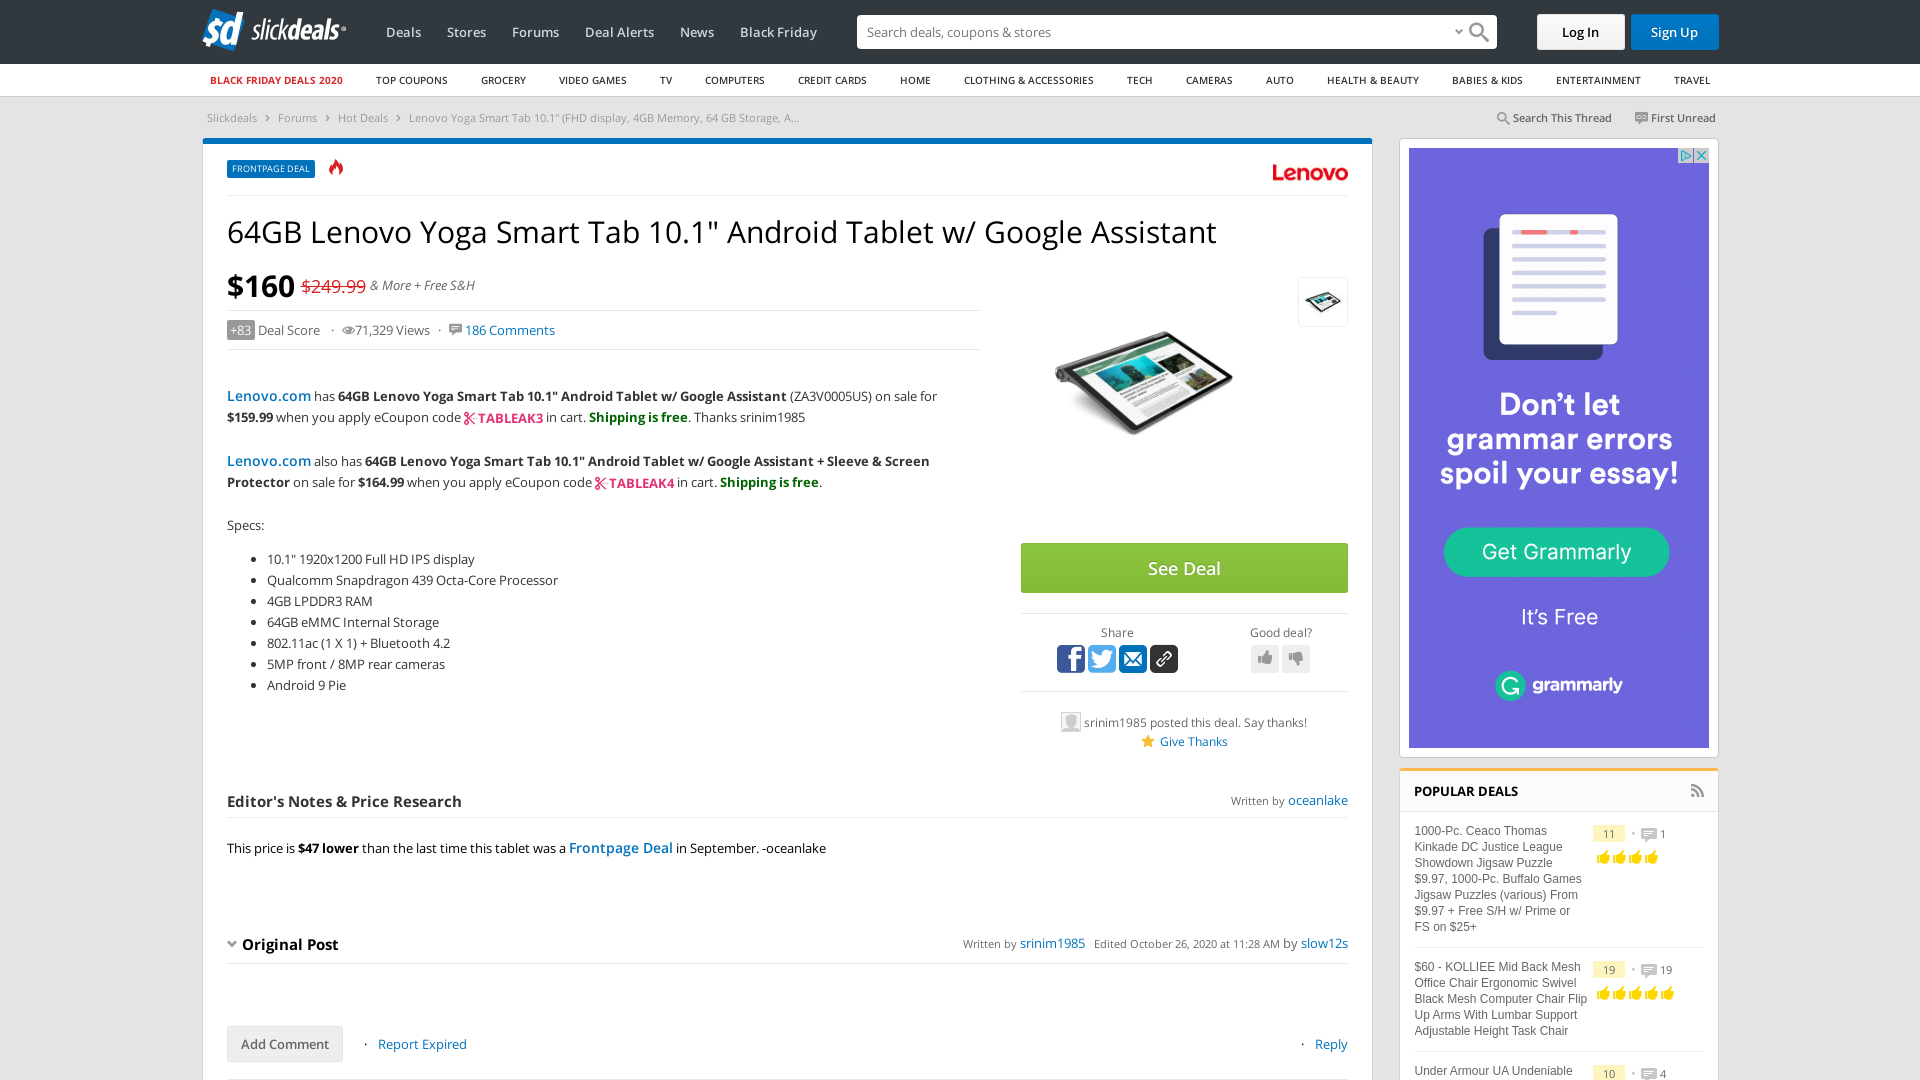 sd slickdeals
Deals Stores Forums Deal Alerts News Black Friday
Search deals, coupons & shopping
Log In Sign Up
BLACK FRIDAY DEALS 2020 TOP COUPONS GROCERY VIDEO GAMES TV COMPUTERS CREDIT CARDS HOME CLOTHING & ACCESSORIES TECH CAMERAS AUTO HEALTH & BEAUTY BABIES & KIDS ENTERTAINMENT TRAVEL
Slickdeals › Forums › Hot Deals › Lenovo Yoga Smart Tab 10.1" (FHD display, 4GB Memory, 64 GB Storage, A...
Search This Thread First Unread
FRONTPAGE DEAL
Lenovo
64GB Lenovo Yoga Smart Tab 10.1" Android Tablet w/ Google Assistant
$160 $249.99 & More + Free S&H
+83 Deal Score · 71,329 Views · 186 Comments
Lenovo.com has 64GB Lenovo Yoga Smart Tab 10.1" Android Tablet w/ Google Assistant (ZA3V0005US) on sale for
$159.99 when you apply eCoupon code TABLEAK3 in cart. Shipping is free. Thanks srinim1985
Lenovo.com also has 64GB Lenovo Yoga Smart Tab 10.1" Android Tablet w/ Google Assistant + Sleeve & Screen
Protector on sale for $164.99 when you apply eCoupon code TABLEAK4 in cart. Shipping is free.
Specs:
• 10.1" 1920x1200 Full HD IPS display
• Qualcomm Snapdragon 439 Octa-Core Processor
• 4GB LPDDR3 RAM
• 64GB eMMC Internal Storage
• 802.11ac (1 X 1) + Bluetooth 4.2
• 5MP front / 8MP rear cameras
• Android 9 Pie
See Deal
Share Good deal?
srinim1985 posted this deal. Say thanks!
Give Thanks
Editor's Notes & Price Research
Written by oceanlake
This price is $47 lower than the last time this tablet was a Frontpage Deal in September. -oceanlake
Original Post
Written by srinim1985 Edited October 26, 2020 at 11:28 AM by slow12s
Add Comment · Report Expired · Reply
Don't let
grammar errors
spoil your essay!
Get Grammarly
It's Free
grammarly
POPULAR DEALS
1000-Pc. Ceaco Thomas
Kinkade DC Justice League
Showdown Jigsaw Puzzle
$9.97, 1000-Pc. Buffalo Games
Jigsaw Puzzles (various) From
$9.97 + Free S/H w/ Prime or
FS on $25+
11 • 1
$60 - KOLLIEE Mid Back Mesh
Office Chair Ergonomic Swivel
Black Mesh Computer Chair Flip
Up Arms With Lumbar Support
Adjustable Height Task Chair
19 • 19
Under Armour UA Undeniable
10 • 4